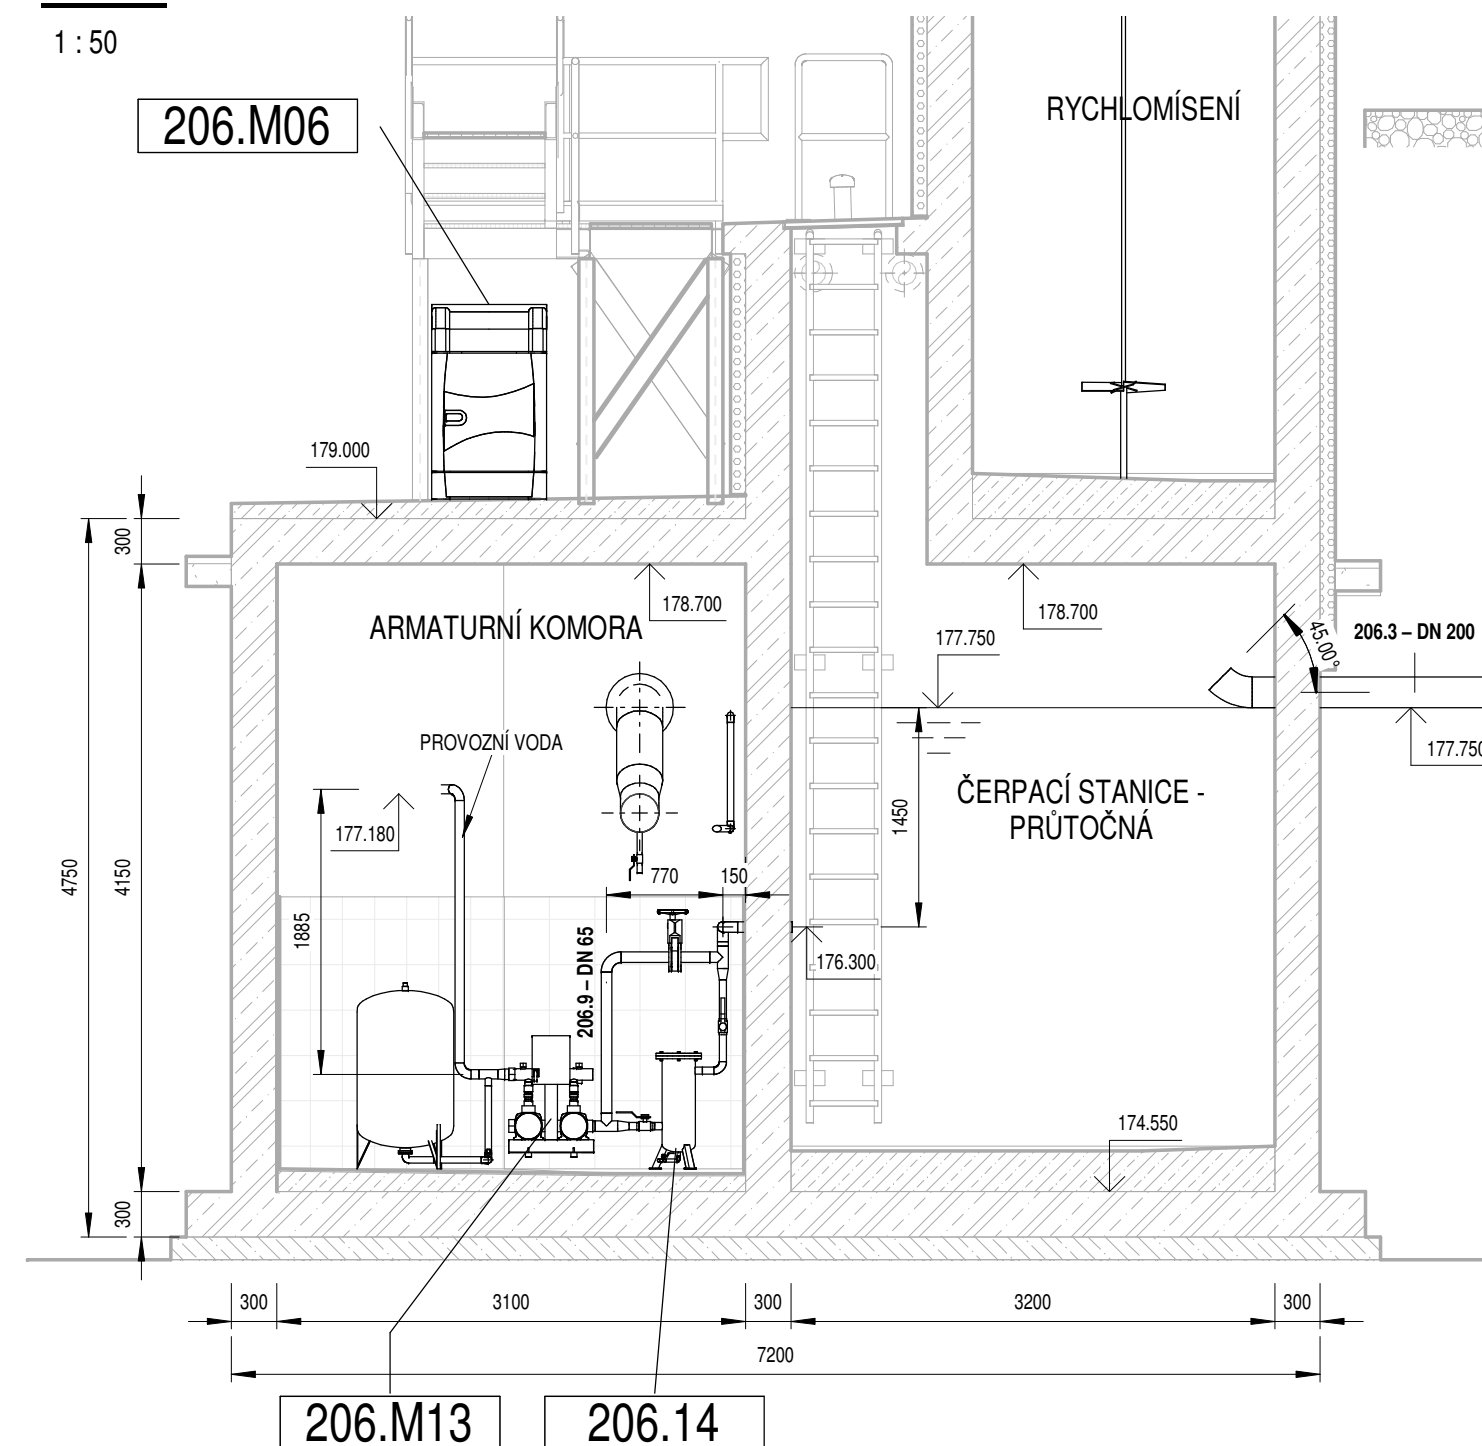 1 : 50
206.M06
RYCHLOMÍSENÍ
179.000
300
178.700
ARMATURNÍ KOMORA
178.700
177.750
45.00°
206.3 – DN 200
177.750
PROVOZNÍ VODA
ČERPACÍ STANICE -
PRŮTOČNÁ
1450
177.180
4750
4150
770
150
1885
206.9 – DN 65
176.300
174.550
300
300
3100
300
3200
300
7200
206.M13
206.14